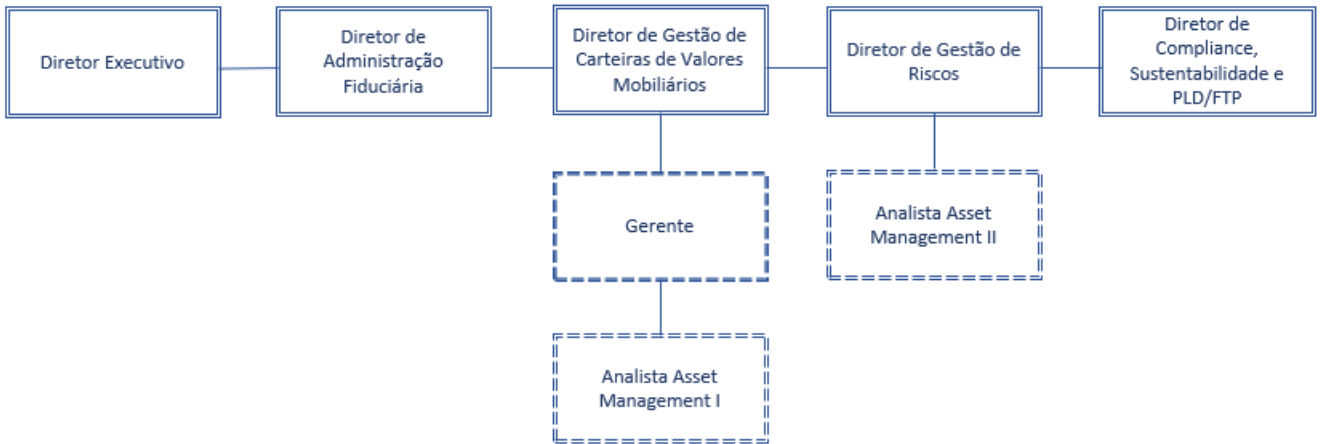 Diretor Executivo
Diretor de
Administração
Fiduciária
Diretor de Gestão de
Carteiras de Valores
Mobiliários
Diretor de Gestão de
Riscos
Diretor de
Compliance,
Sustentabilidade e
PLD/FTP
Gerente
Analista Asset
Management II
Analista Asset
Management I